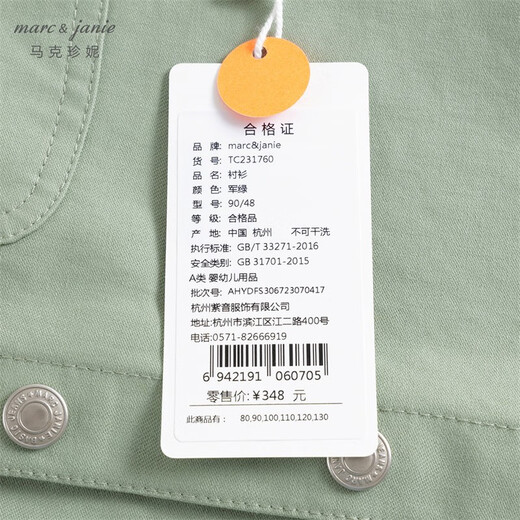 marc & janie
马克珍妮
合格证
品 牌: marc&janie
货 号: TC231760
品 名: 衬衫
颜 色: 军绿
型 号: 90/48
等 级: 合格品
产 地: 中国 杭州 不可干洗
执行标准: GB/T 33271-2016
安全类别: GB 31701-2015
A类 婴幼儿用品
批次号: AHYDFS306723070417
杭州紫音服饰有限公司
地址:杭州市滨江区江二路400号
电话:0571-82666919
6 942191 060705
零售价:¥348 元
此商品有: 80,90,100,110,120,130